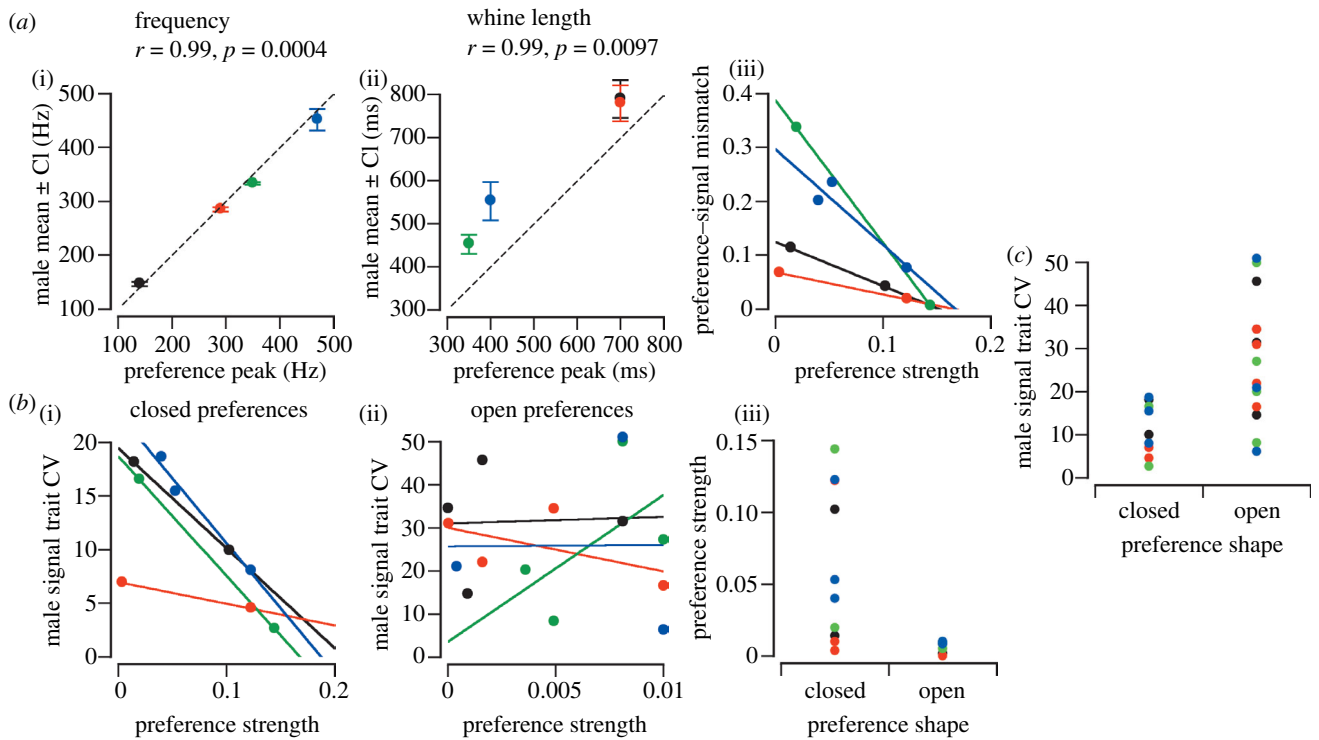 (a)
frequency
r = 0.99, p = 0.0004
whine length
r = 0.99, p = 0.0097
(i)
500
400
300
200
100
male mean ± CI (Hz)
100 200 300 400 500
preference peak (Hz)
(ii)
800
700
600
500
400
300
male mean ± CI (ms)
300 400 500 600 700 800
preference peak (ms)
(iii)
0.4
0.3
0.2
0.1
0
preference–signal mismatch
0 0.1 0.2
preference strength
(b)
(i)
closed preferences
20
15
10
5
0
male signal trait CV
0 0.1 0.2
preference strength
(ii)
open preferences
50
40
30
20
10
0
male signal trait CV
0 0.005 0.01
preference strength
(iii)
0.15
0.10
0.05
0
preference strength
closed open
preference shape
(c)
50
40
30
20
10
0
male signal trait CV
closed open
preference shape